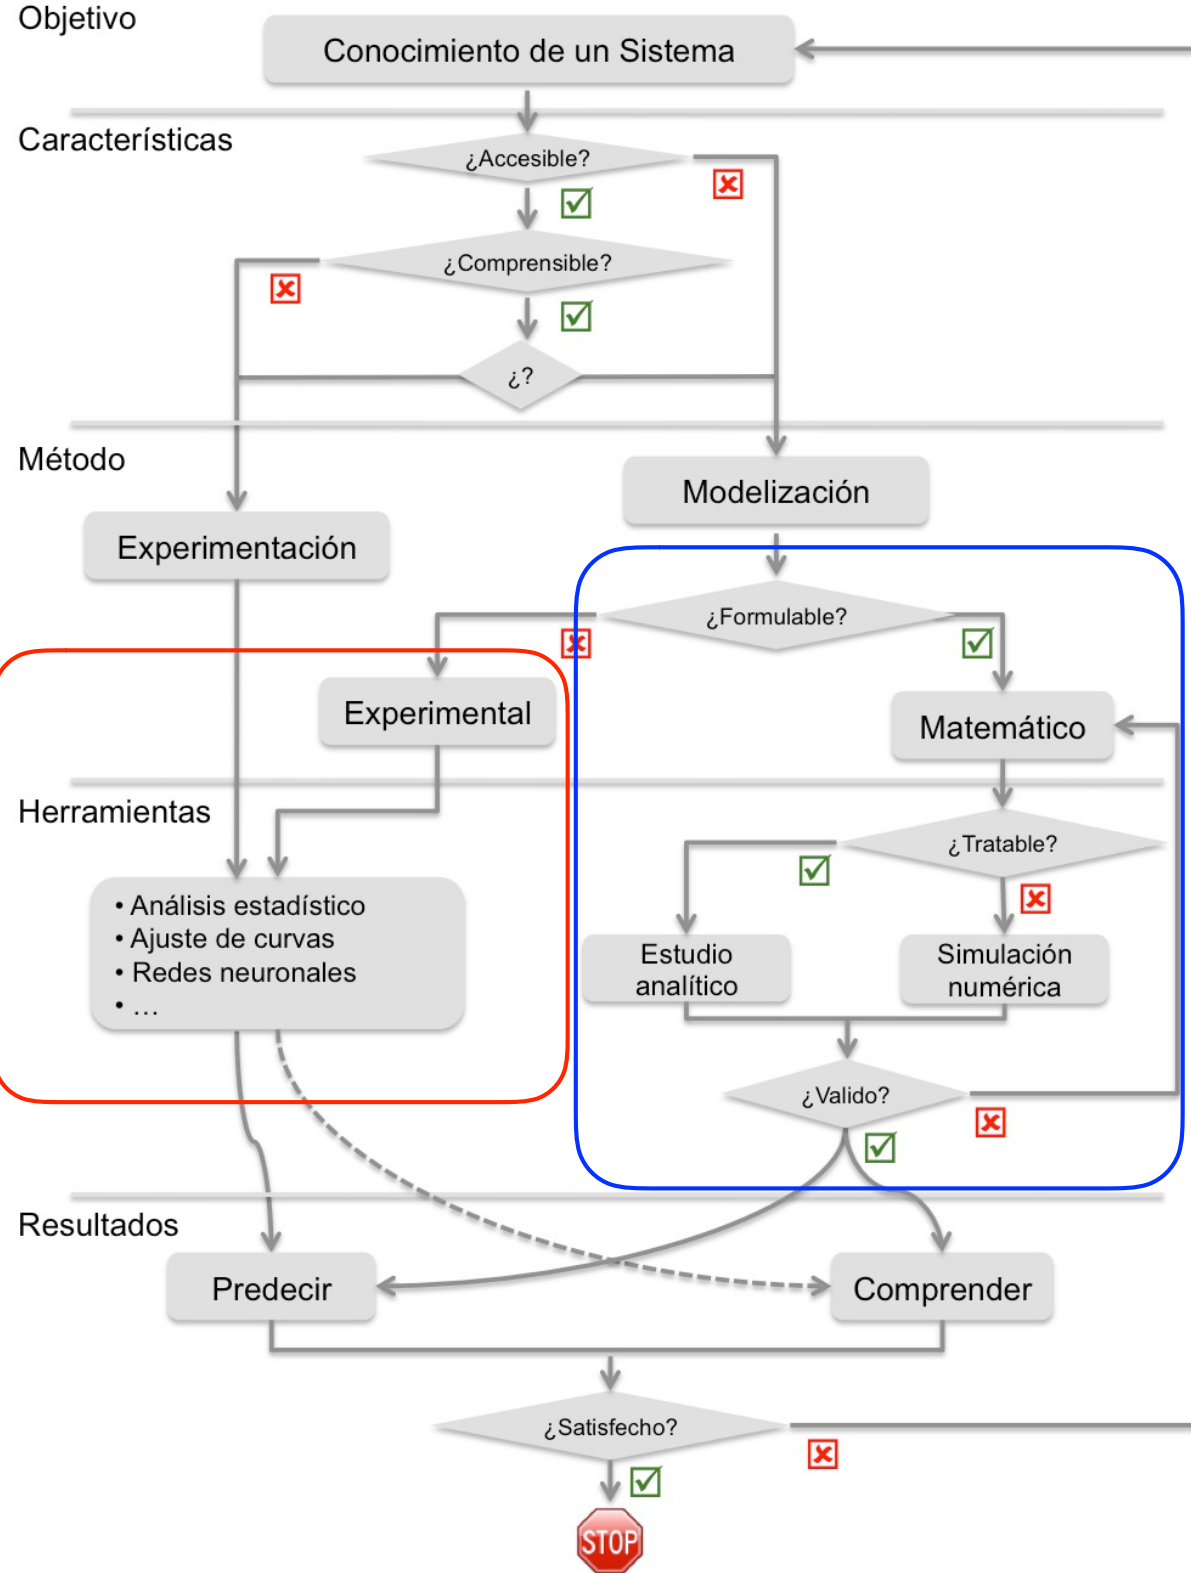 Objetivo
Conocimiento de un Sistema
Características
¿Accesible?
¿Comprensible?
¿?
Método
Modelización
Experimentación
¿Formulable?
Experimental
Matemático
Herramientas
¿Tratable?
• Análisis estadístico
• Ajuste de curvas
• Redes neuronales
• …
Estudio
analítico
Simulación
numérica
¿Valido?
Resultados
Predecir
Comprender
¿Satisfecho?
STOP